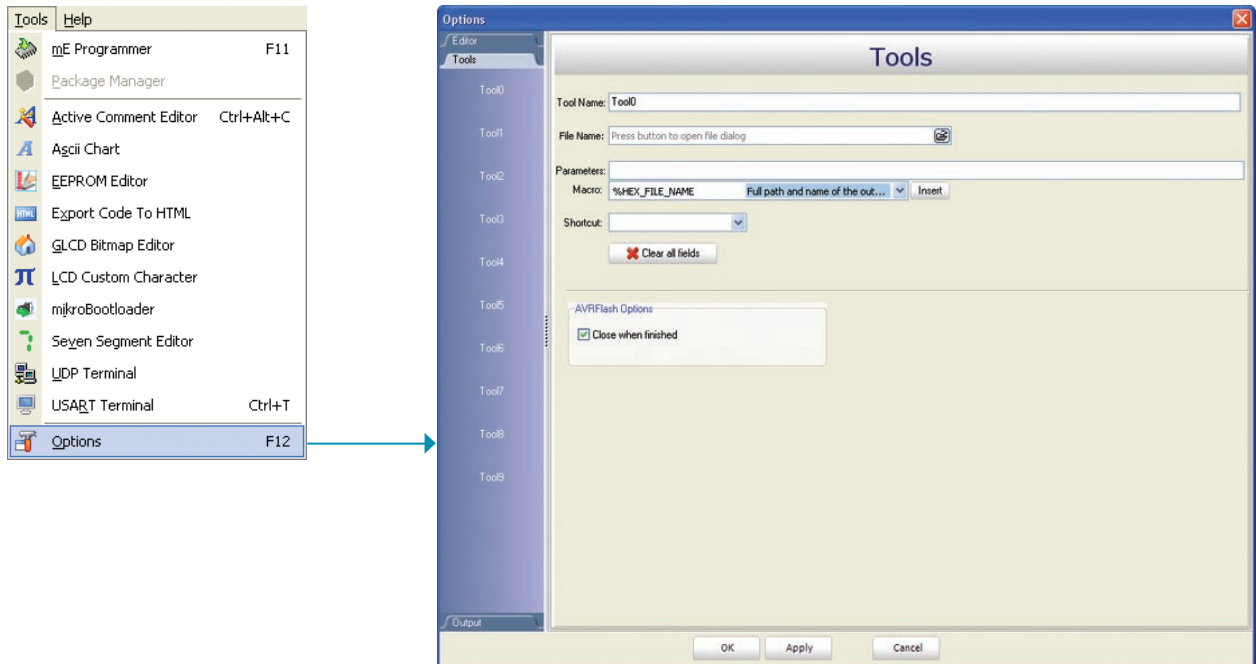 Tools Help
mE Programmer F11
Package Manager
Active Comment Editor Ctrl+Alt+C
A Ascii Chart
EEPROM Editor
HTML Export Code To HTML
GLCD Bitmap Editor
π LCD Custom Character
mikroBootloader
Seven Segment Editor
UDP Terminal
USART Terminal Ctrl+T
Options F12
Options
Editor
Tools
Tool0
Tool1
Tool2
Tool3
Tool4
Tool5
Tool6
Tool7
Tool8
Tool9
Output
Tools
Tool Name: Tool0
File Name: Press button to open file dialog
Parameters:
Macro: %HEX_FILE_NAME Full path and name of the out... Insert
Shortcut:
Clear all fields
AVRFlash Options
Close when finished
OK Apply Cancel